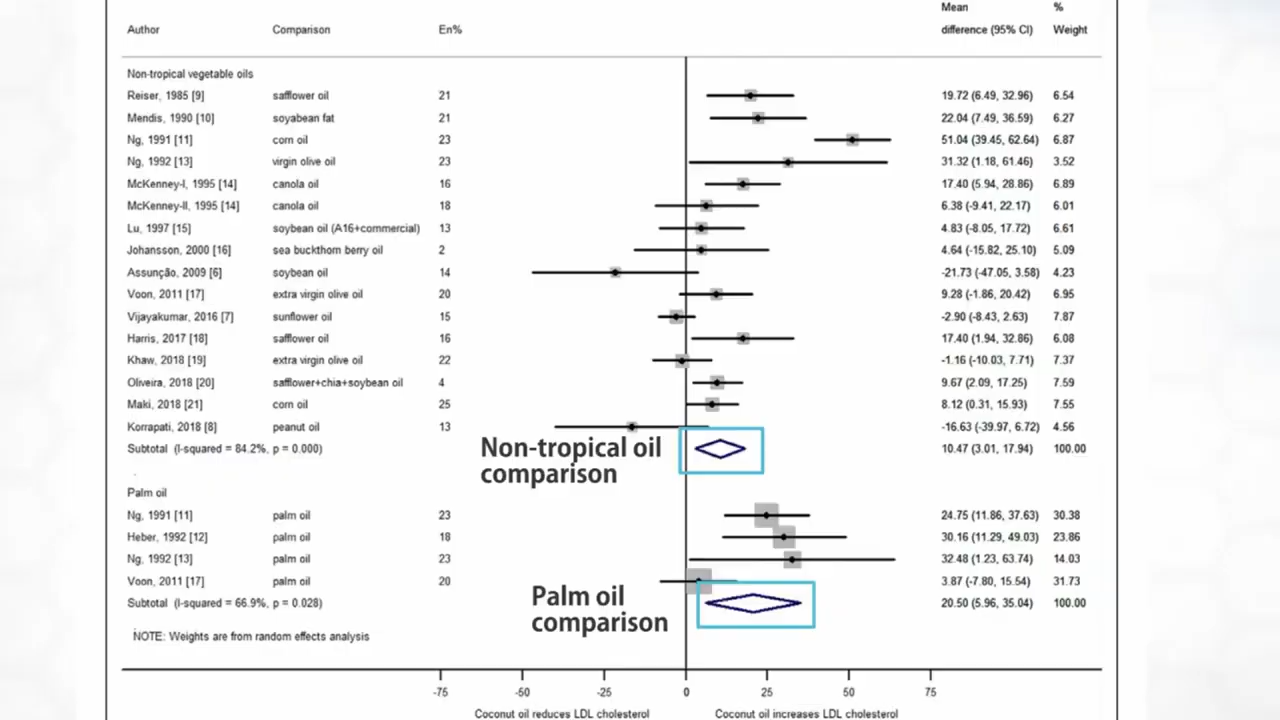 Mean %
Author Comparison En% difference (95% CI) Weight
Non-tropical vegetable oils
Reiser, 1985 [9] safflower oil 21 19.72 (6.49, 32.96) 6.54
Mendis, 1990 [10] soyabean fat 21 22.04 (7.49, 36.59) 6.27
Ng, 1991 [11] corn oil 23 51.04 (39.45, 62.64) 6.87
Ng, 1992 [13] virgin olive oil 23 31.32 (1.18, 61.46) 3.52
McKenney-I, 1995 [14] canola oil 16 17.40 (5.94, 28.86) 6.89
McKenney-II, 1995 [14] canola oil 18 6.38 (-9.41, 22.17) 6.01
Lu, 1997 [15] soybean oil (A16+commercial) 13 4.83 (-8.05, 17.72) 6.61
Johansson, 2000 [16] sea buckthorn berry oil 2 4.64 (-15.82, 25.10) 5.09
Assunção, 2009 [6] soybean oil 14 -21.73 (-47.05, 3.58) 4.23
Voon, 2011 [17] extra virgin olive oil 20 9.28 (-1.86, 20.42) 6.95
Vijayakumar, 2016 [7] sunflower oil 15 -2.90 (-8.43, 2.63) 7.87
Harris, 2017 [18] safflower oil 16 17.40 (1.94, 32.86) 6.08
Khaw, 2018 [19] extra virgin olive oil 22 -1.16 (-10.03, 7.71) 7.37
Oliveira, 2018 [20] safflower+chia+soybean oil 4 9.67 (2.09, 17.25) 7.59
Maki, 2018 [21] corn oil 25 8.12 (0.31, 15.93) 7.55
Korrapati, 2018 [8] peanut oil 13 -16.63 (-39.97, 6.72) 4.56
Subtotal (I-squared = 84.2%, p = 0.000) 10.47 (3.01, 17.94) 100.00
Non-tropical oil
comparison
.
Palm oil
Ng, 1991 [11] palm oil 23 24.75 (11.86, 37.63) 30.38
Heber, 1992 [12] palm oil 18 30.16 (11.29, 49.03) 23.86
Ng, 1992 [13] palm oil 23 32.48 (1.23, 63.74) 14.03
Voon, 2011 [17] palm oil 20 3.87 (-7.80, 15.54) 31.73
Subtotal (I-squared = 66.9%, p = 0.028) 20.50 (5.96, 35.04) 100.00
Palm oil
comparison
NOTE: Weights are from random effects analysis
-75 -50 -25 0 25 50 75
Coconut oil reduces LDL cholesterol Coconut oil increases LDL cholesterol